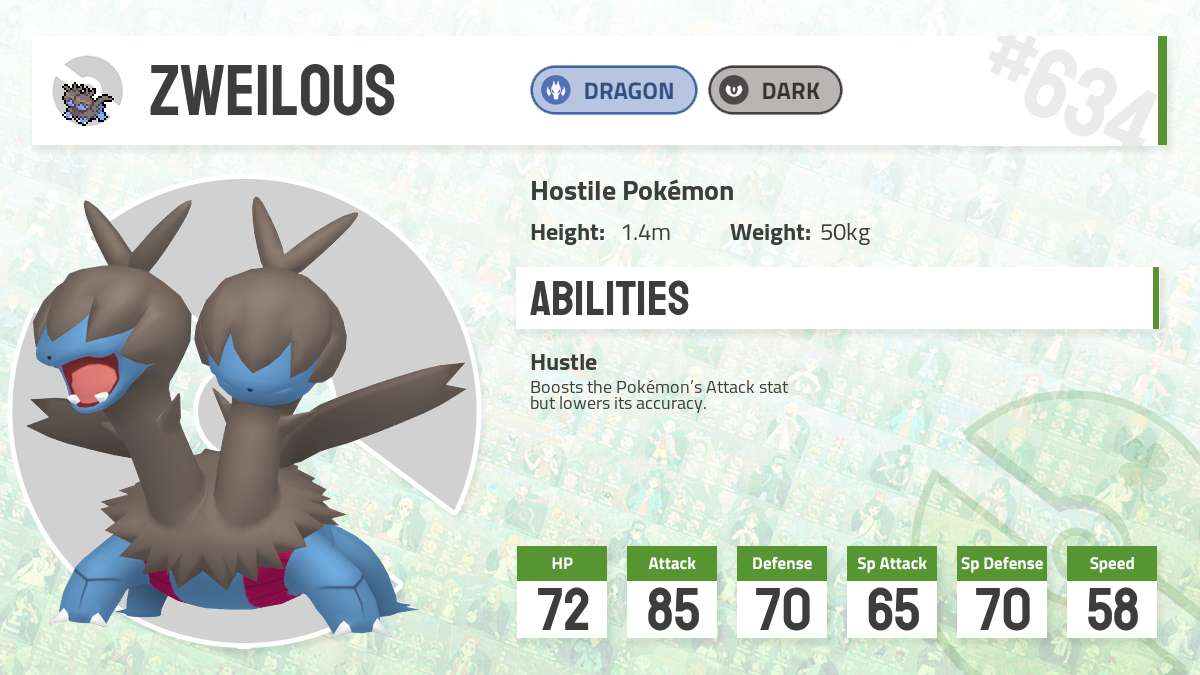 ZWEILOUS
DRAGON
DARK
#634
Hostile Pokémon
Height: 1.4m Weight: 50kg
ABILITIES
Hustle
Boosts the Pokémon's Attack stat
but lowers its accuracy.
HP Attack Defense Sp Attack Sp Defense Speed
72 85 70 65 70 58